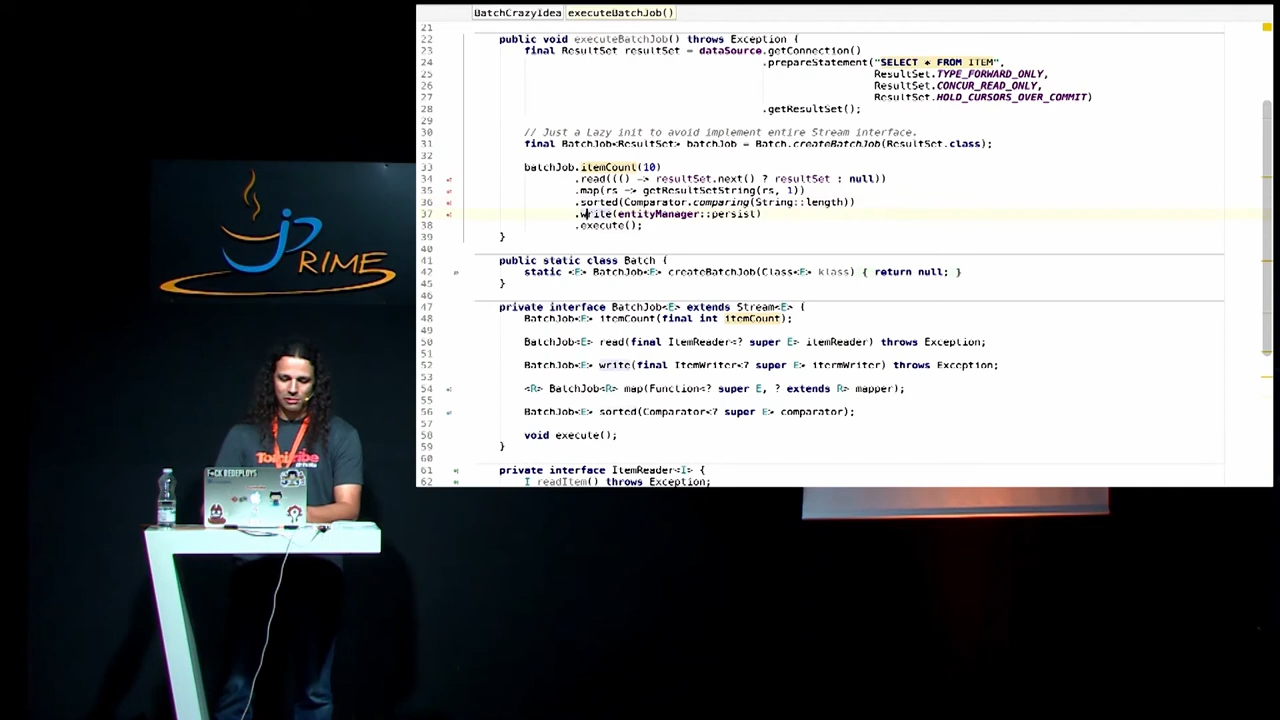 BatchCrazyIdea executeBatchJob()
21
22 public void executeBatchJob() throws Exception {
23 final ResultSet resultSet = dataSource.getConnection()
24 .prepareStatement("SELECT * FROM ITEM",
25 ResultSet.TYPE_FORWARD_ONLY,
26 ResultSet.CONCUR_READ_ONLY,
27 ResultSet.HOLD_CURSORS_OVER_COMMIT)
28 .getResultSet();
29
30 // Just a Lazy init to avoid implement entire Stream interface.
31 final BatchJob<ResultSet> batchJob = Batch.createBatchJob(ResultSet.class);
32
33 batchJob.itemCount(10)
34 .read((() -> resultSet.next() ? resultSet : null))
35 .map(rs -> getResultSetString(rs, 1))
36 .sorted(Comparator.comparing(String::length))
37 .write(entityManager::persist)
38 .execute();
39 }
40
41 public static class Batch {
42 static <E> BatchJob<E> createBatchJob(Class<E> klass) { return null; }
45 }
46
47 private interface BatchJob<E> extends Stream<E> {
48 BatchJob<E> itemCount(final int itemCount);
49
50 BatchJob<E> read(final ItemReader<? super E> itemReader) throws Exception;
51
52 BatchJob<E> write(final ItemWriter<? super E> itermWriter) throws Exception;
53
54 <R> BatchJob<R> map(Function<? super E, ? extends R> mapper);
55
56 BatchJob<E> sorted(Comparator<? super E> comparator);
57
58 void execute();
59 }
60
61 private interface ItemReader<I> {
62 I readItem() throws Exception;
jPRIME
Tomitribe
F*CK REDEPLOYS